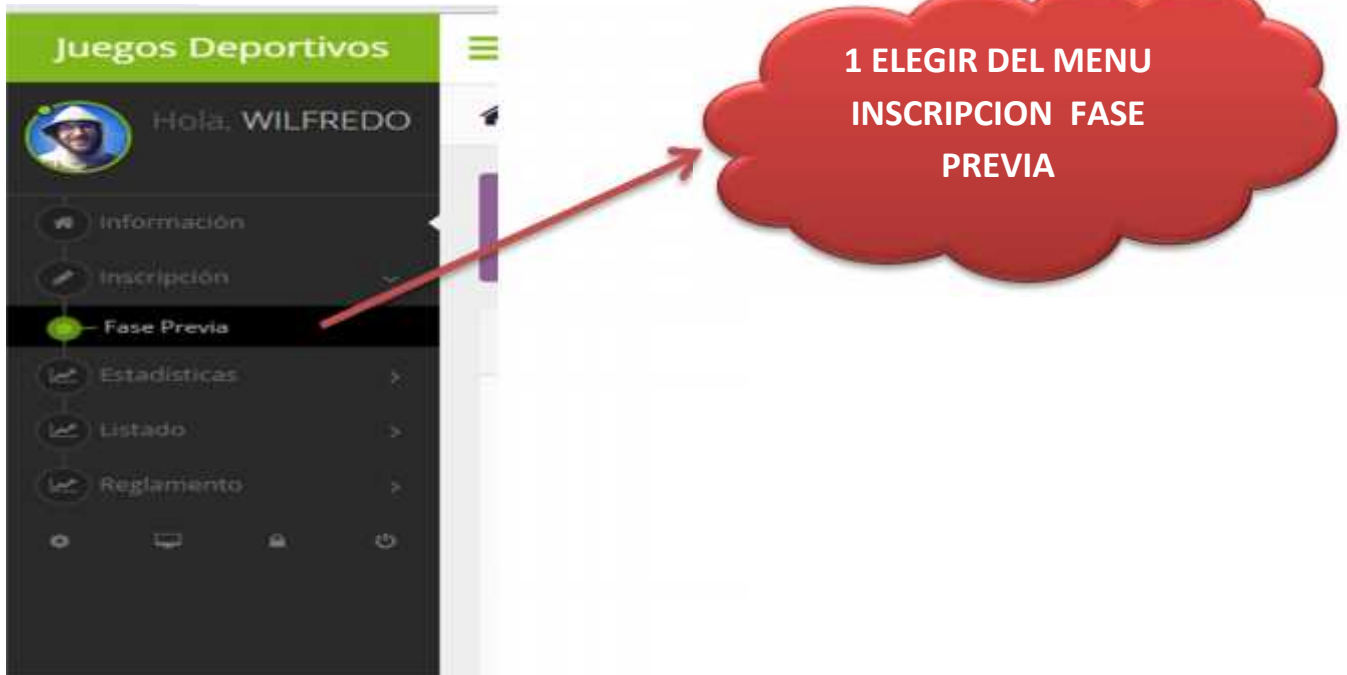 Juegos Deportivos
Hola, WILFREDO
Información
Inscripción
Fase Previa
Estadísticas
Listado
Reglamento
1 ELEGIR DEL MENU
INSCRIPCION FASE
PREVIA